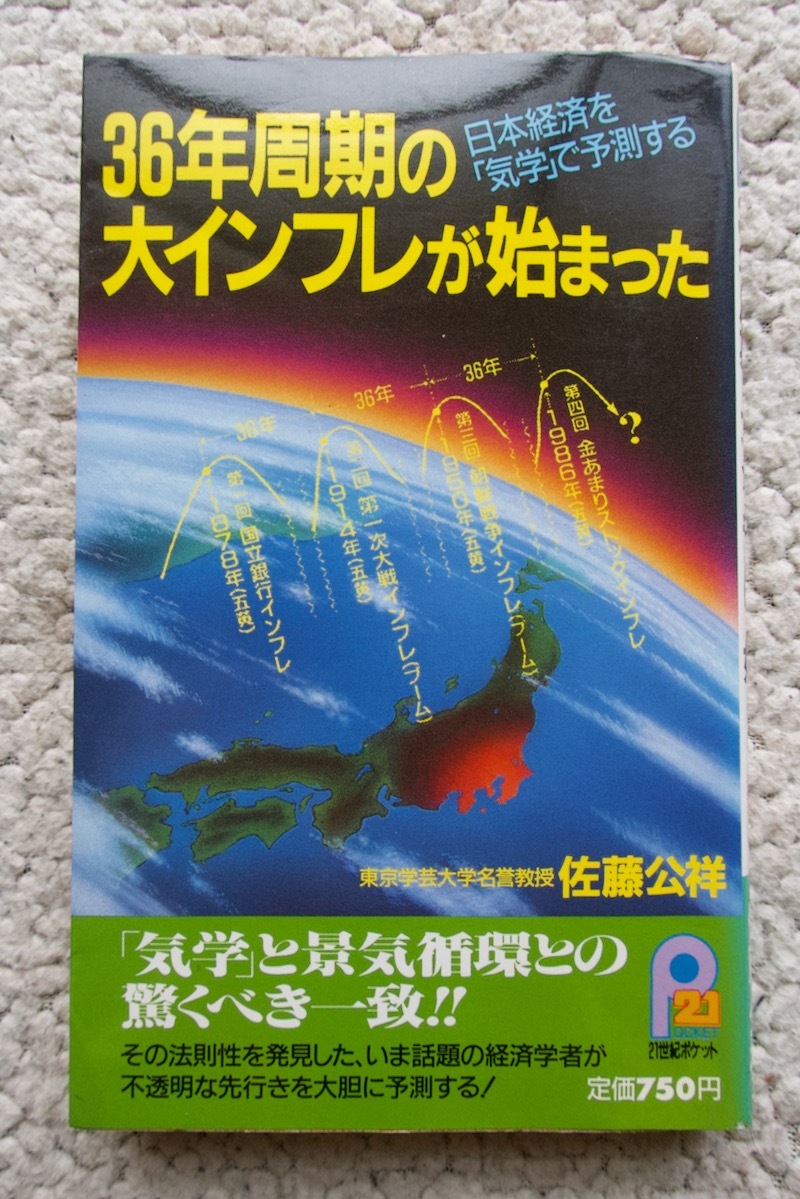 36年周期の
大インフレが始まった
日本経済を
「気学」で予測する
36年
36年
36年
第一回 国立銀行インフレ
1878年(五黄)
第二回 第一次大戦インフレ(ブーム)
1914年(五黄)
第三回 朝鮮戦争インフレ(ブーム)
1950年(五黄)
第四回 金あまりストックインフレ
1986年(五黄)
?
東京学芸大学名誉教授 佐藤公祥
「気学」と景気循環との
驚くべき一致!!
その法則性を発見した、いま話題の経済学者が
不透明な先行きを大胆に予測する!
P
21
POCKET
21世紀ポケット
定価750円